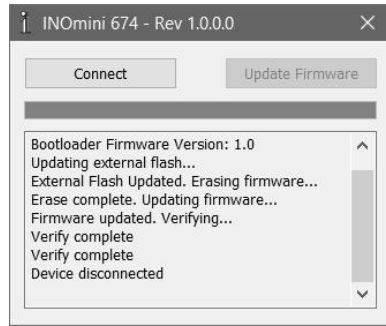 INOmini 674 - Rev 1.0.0.0
Connect
Update Firmware
Bootloader Firmware Version: 1.0
Updating external flash...
External Flash Updated. Erasing firmware...
Erase complete. Updating firmware...
Firmware updated. Verifying...
Verify complete
Verify complete
Device disconnected